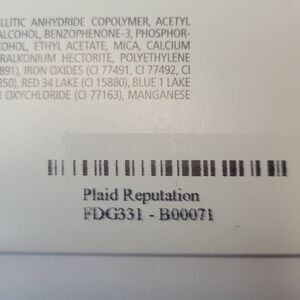 LLITIC ANHYDRIDE COPOLYMER, ACETYL
ALCOHOL, BENZOPHENONE-3, PHOSPHOR-
COHOL, ETHYL ACETATE, MICA, CALCIUM
RALKONIUM HECTORITE, POLYETHYLENE
891), IRON OXIDES (CI 77491, CI 77492, CI
850), RED 34 LAKE (CI 15880), BLUE 1 LAKE
OXYCHLORIDE (CI 77163), MANGANESE
Plaid Reputation
FDG331 - B00071